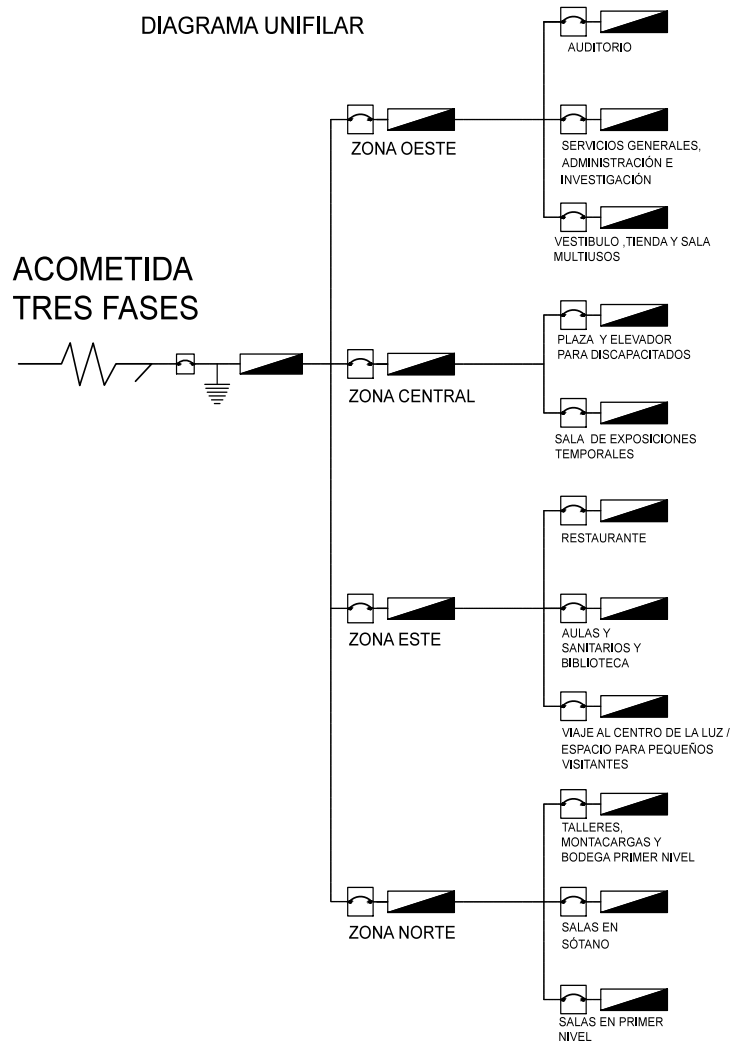 DIAGRAMA UNIFILAR
AUDITORIO
ZONA OESTE
SERVICIOS GENERALES,
ADMINISTRACIÓN E
INVESTIGACIÓN
VESTIBULO ,TIENDA Y SALA
MULTIUSOS
ACOMETIDA
TRES FASES
PLAZA Y ELEVADOR
PARA DISCAPACITADOS
ZONA CENTRAL
SALA DE EXPOSICIONES
TEMPORALES
RESTAURANTE
ZONA ESTE
AULAS Y
SANITARIOS Y
BIBLIOTECA
VIAJE AL CENTRO DE LA LUZ /
ESPACIO PARA PEQUEÑOS
VISITANTES
TALLERES,
MONTACARGAS Y
BODEGA PRIMER NIVEL
ZONA NORTE
SALAS EN
SÓTANO
SALAS EN PRIMER
NIVEL